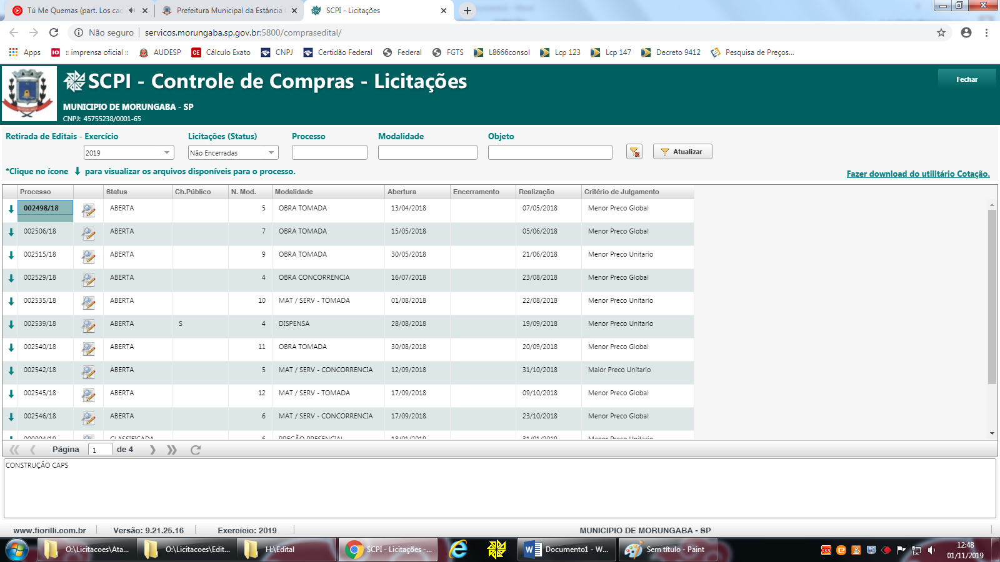 Tú Me Quemas (part. Los cad
Prefeitura Municipal da Estância
SCPI - Licitações
Não seguro
servicos.morungaba.sp.gov.br:5800/comprasedital/
Apps
:: imprensa oficial ::
AUDESP
CE Cálculo Exato
CNPJ
Certidão Federal
Federal
FGTS
L8666consol
Lcp 123
Lcp 147
Decreto 9412
Pesquisa de Preços...
SCPI - Controle de Compras - Licitações
Fechar
MUNICIPIO DE MORUNGABA - SP
CNPJ: 45755238/0001-65
Retirada de Editais - Exercício Licitações (Status) Processo Modalidade Objeto
2019 Não Encerradas Atualizar
*Clique no ícone para visualizar os arquivos disponíveis para o processo.
Fazer download do utilitário Cotação.
Processo Status Ch.Público N. Mod. Modalidade Abertura Encerramento Realização Critério de Julgamento
002498/18 ABERTA 5 OBRA TOMADA 13/04/2018 07/05/2018 Menor Preco Global
002506/18 ABERTA 7 OBRA TOMADA 15/05/2018 05/06/2018 Menor Preco Global
002515/18 ABERTA 9 OBRA TOMADA 30/05/2018 21/06/2018 Menor Preco Unitario
002529/18 ABERTA 4 OBRA CONCORRENCIA 16/07/2018 23/08/2018 Menor Preco Global
002535/18 ABERTA 10 MAT / SERV - TOMADA 01/08/2018 22/08/2018 Menor Preco Unitario
002539/18 ABERTA S 4 DISPENSA 28/08/2018 19/09/2018 Menor Preco Unitario
002540/18 ABERTA 11 OBRA TOMADA 30/08/2018 20/09/2018 Menor Preco Global
002542/18 ABERTA 5 MAT / SERV - CONCORRENCIA 12/09/2018 31/10/2018 Maior Preco Unitario
002545/18 ABERTA 12 MAT / SERV - TOMADA 17/09/2018 09/10/2018 Menor Preco Global
002546/18 ABERTA 6 MAT / SERV - CONCORRENCIA 17/09/2018 23/10/2018 Menor Preco Global
000004/19 CLASSIFICADA 6 PREGÃO PRESENCIAL 18/01/2019 31/01/2019 Menor Preco Unitario
Página 1 de 4
CONSTRUÇÃO CAPS
www.fiorilli.com.br Versão: 9.21.25.16 Exercício: 2019 MUNICIPIO DE MORUNGABA - SP
O:\Licitacoes\Ata...
O:\Licitacoes\Edit...
H:\Edital
SCPI - Licitações -...
Documento1 - W...
Sem título - Paint
12:48
01/11/2019